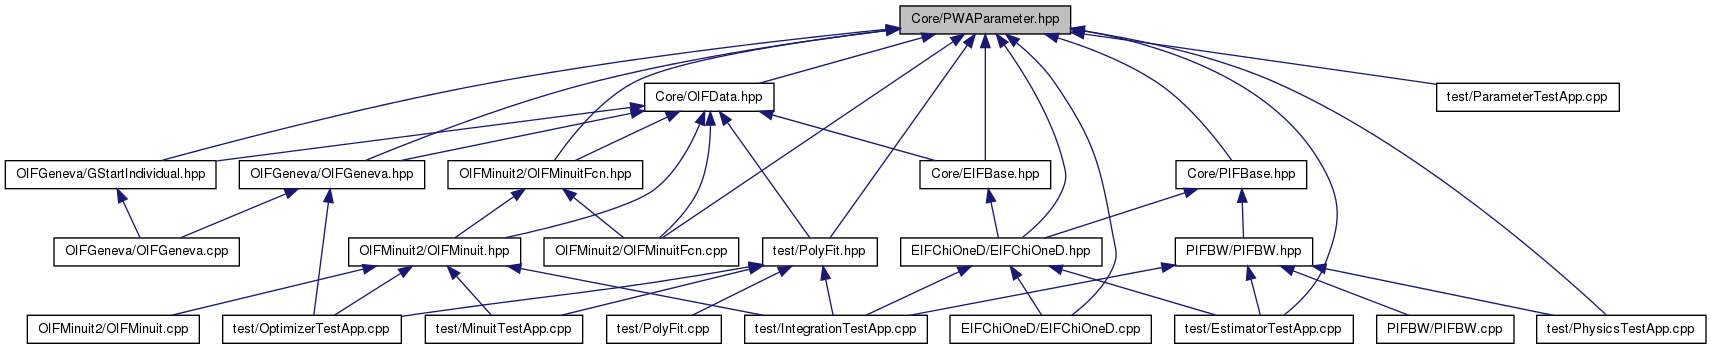 Core/PWAParameter.hpp
Core/OIFData.hpp
test/ParameterTestApp.cpp
OIFGeneva/GStartIndividual.hpp
OIFGeneva/OIFGeneva.hpp
OIFMinuit2/OIFMinuitFcn.hpp
Core/EIFBase.hpp
Core/PIFBase.hpp
OIFGeneva/OIFGeneva.cpp
OIFMinuit2/OIFMinuit.hpp
OIFMinuit2/OIFMinuitFcn.cpp
test/PolyFit.hpp
EIFChiOneD/EIFChiOneD.hpp
PIFBW/PIFBW.hpp
OIFMinuit2/OIFMinuit.cpp
test/OptimizerTestApp.cpp
test/MinuitTestApp.cpp
test/PolyFit.cpp
test/IntegrationTestApp.cpp
EIFChiOneD/EIFChiOneD.cpp
test/EstimatorTestApp.cpp
PIFBW/PIFBW.cpp
test/PhysicsTestApp.cpp